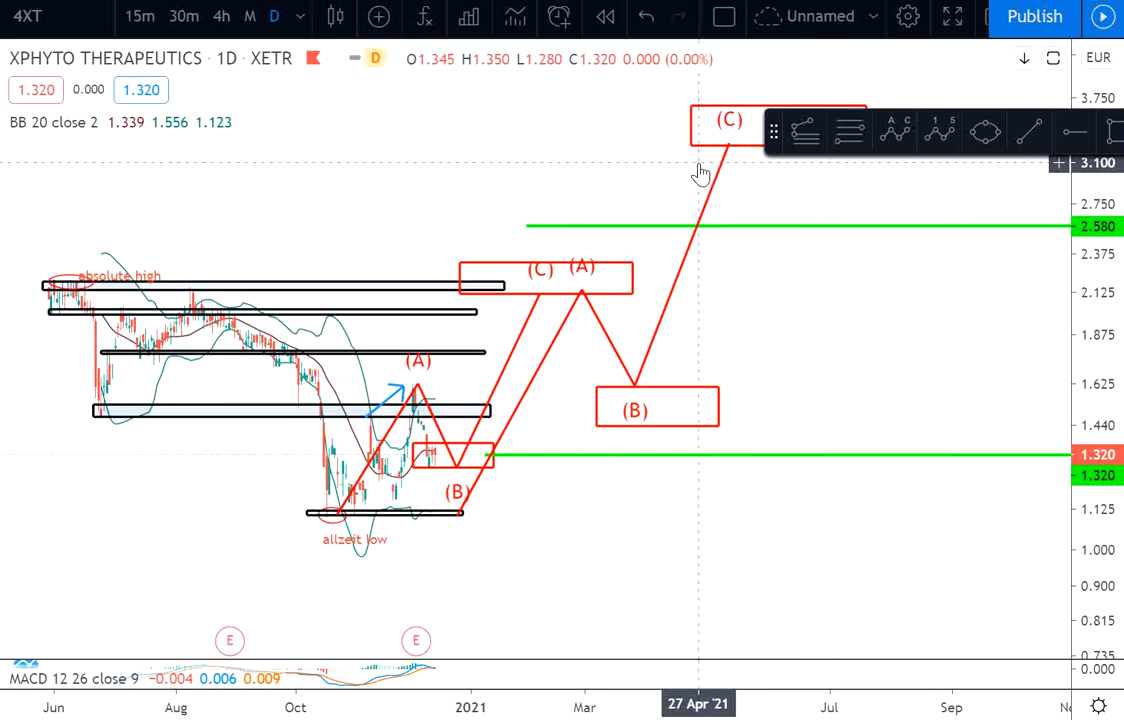 4XT 15m 30m 4h M D Unnamed Publish
XPHYTO THERAPEUTICS · 1D · XETR D O1.345 H1.350 L1.280 C1.320 0.000 (0.00%) EUR
1.320 0.000 1.320
BB 20 close 2 1.339 1.556 1.123
3.750
(C)
A C
1 5
3.100
2.750
2.580
2.375
absolute high
(C) (A)
2.125
1.875
(A)
1.625
(B)
1.440
1.320
1.320
(B)
1.125
allzeit low
1.000
0.900
0.815
E E
0.735
0.000
MACD 12 26 close 9 −0.004 0.006 0.009
Jun Aug Oct 2021 Mar 27 Apr '21 Jul Sep